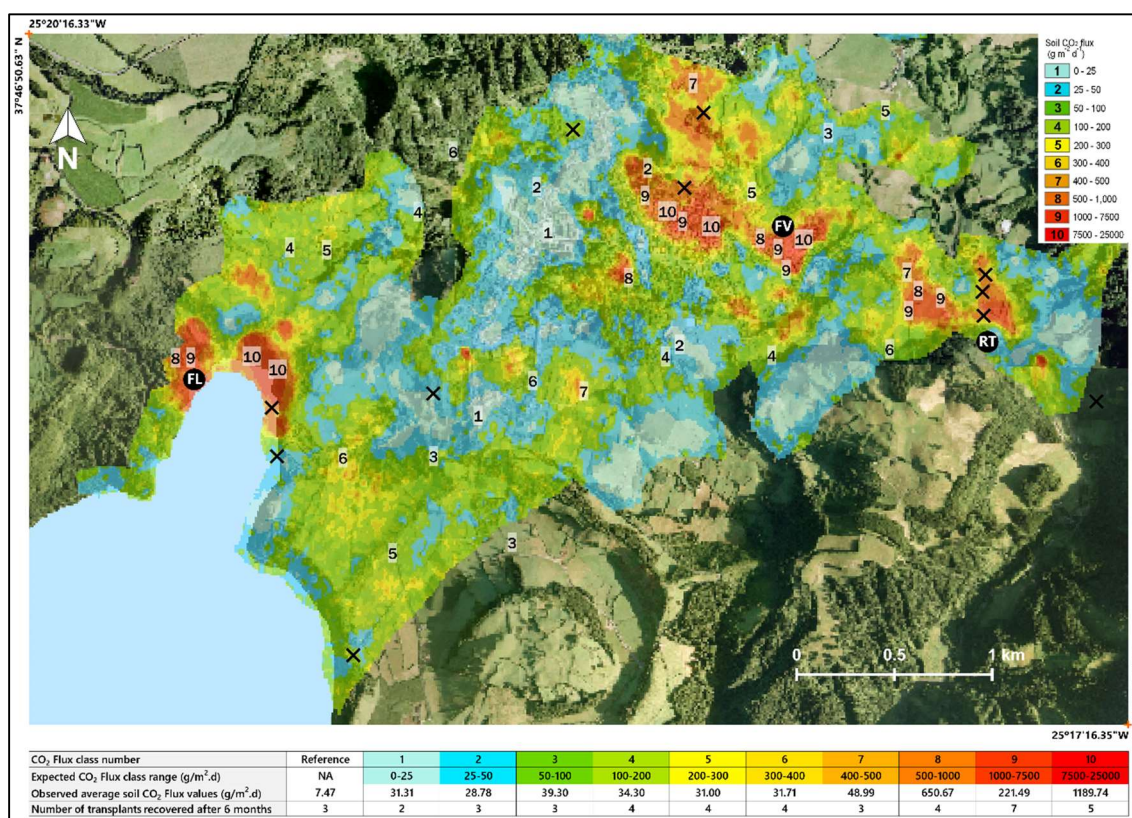 25°20'16.33"W
37°46'50.63" N
N
Soil CO₂ flux
(g m⁻² d⁻¹)
1 0 - 25
2 25 - 50
3 50 - 100
4 100 - 200
5 200 - 300
6 300 - 400
7 400 - 500
8 500 - 1,000
9 1000 - 7500
10 7500 - 25000
7
5
3
6
2
2
5
9
4
10
9
10
1
FV
8
10
4
5
9
9
7
8
8
9
9
RT
8
9
10
2
6
4
4
10
FL
6
7
1
6
3
3
5
0 0.5 1 km
25°17'16.35"W
CO₂ Flux class number Reference 1 2 3 4 5 6 7 8 9 10
Expected CO₂ Flux class range (g/m².d) NA 0-25 25-50 50-100 100-200 200-300 300-400 400-500 500-1000 1000-7500 7500-25000
Observed average soil CO₂ Flux values (g/m².d) 7.47 31.31 28.78 39.30 34.30 31.00 31.71 48.99 650.67 221.49 1189.74
Number of transplants recovered after 6 months 3 2 3 3 4 4 4 3 4 7 5